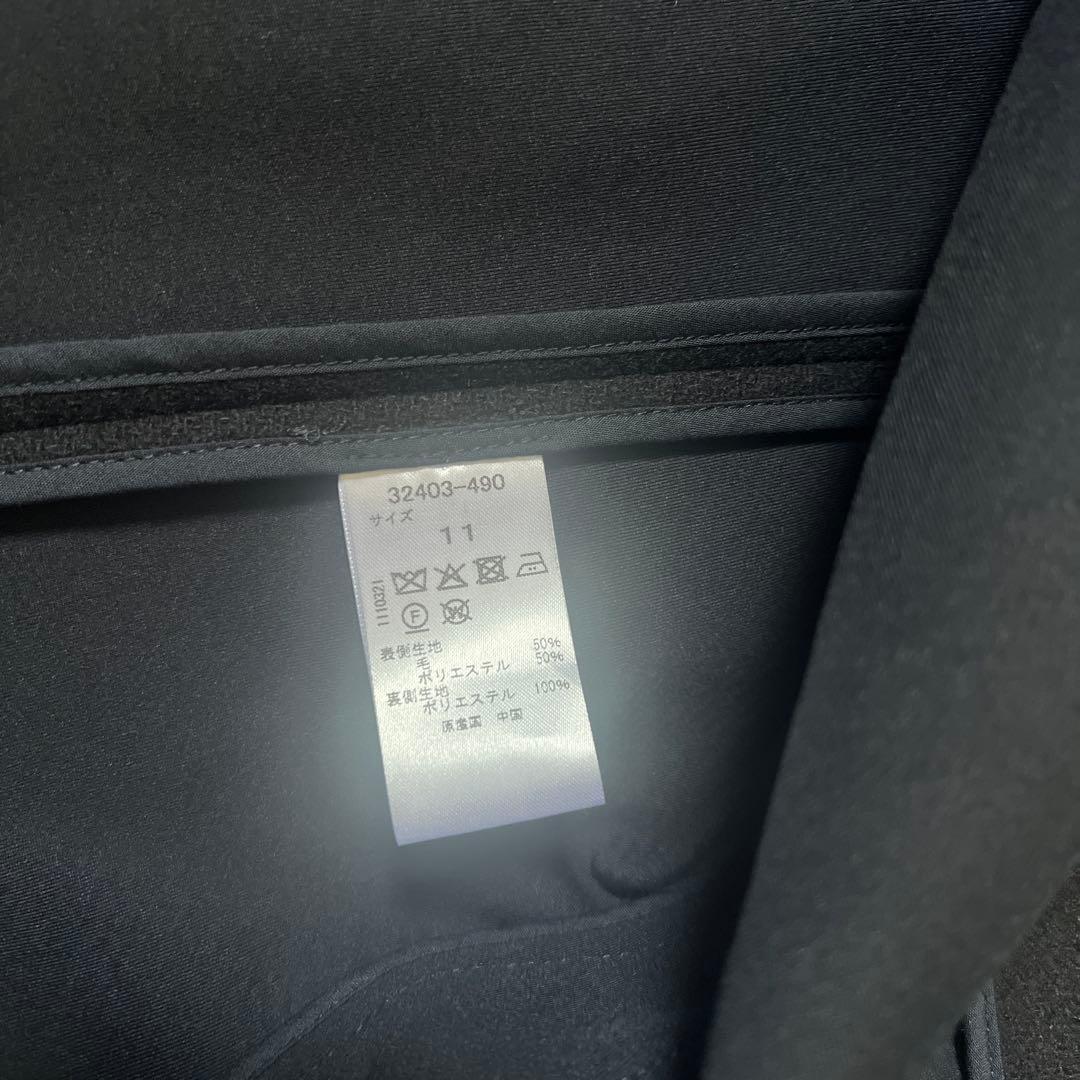 32403-490
サイズ
11
1110321
F
W
表側生地
毛 50%
ポリエステル 50%
裏側生地
ポリエステル 100%
原産国 中国